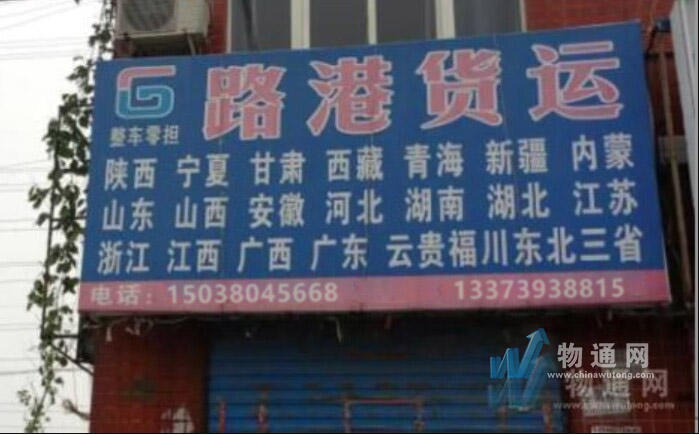 路港货运
整车零担
陕西 宁夏 甘肃 西藏 青海 新疆 内蒙
山东 山西 安徽 河北 湖南 湖北 江苏
浙江 江西 广西 广东 云贵福川东北三省
电话：15038045668 13373938815
物通网
www.chinawutong.com
物通网
www.chinawutong.com